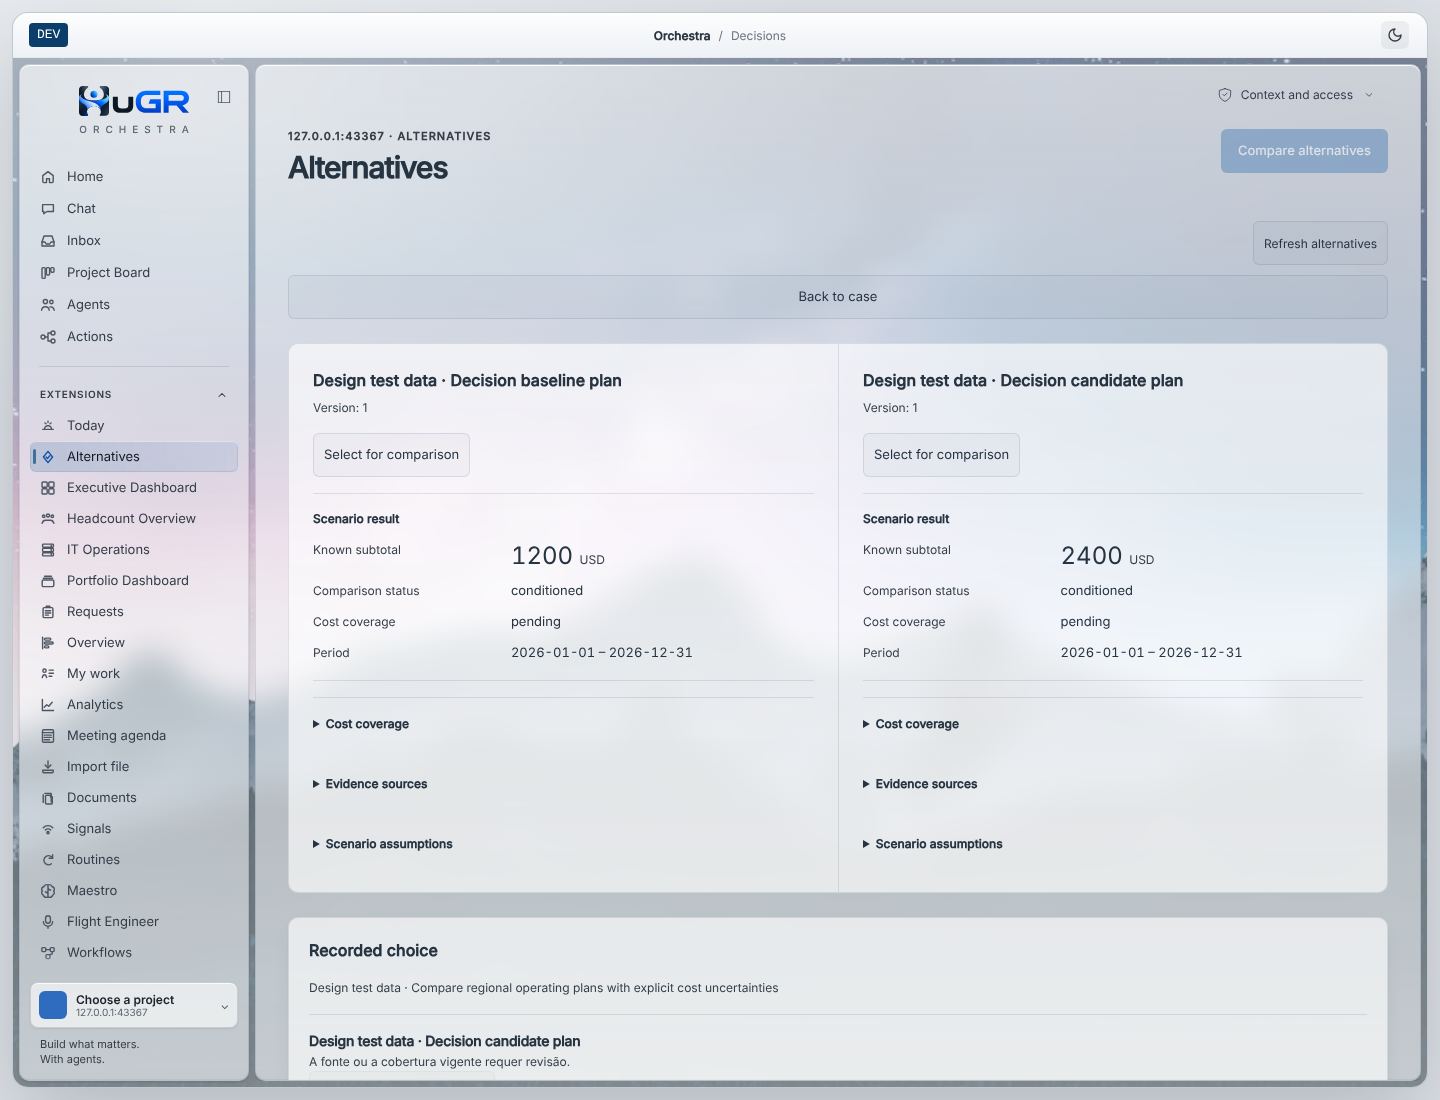 DEV
Orchestra / Decisions
HuGR
ORCHESTRA
Home
Chat
Inbox
Project Board
Agents
Actions
EXTENSIONS
Today
Alternatives
Executive Dashboard
Headcount Overview
IT Operations
Portfolio Dashboard
Requests
Overview
My work
Analytics
Meeting agenda
Import file
Documents
Signals
Routines
Maestro
Flight Engineer
Workflows
Choose a project
127.0.0.1:43367
Build what matters.
With agents.
Context and access
127.0.0.1:43367 · ALTERNATIVES
Alternatives
Compare alternatives
Refresh alternatives
Back to case
Design test data · Decision baseline plan
Version: 1
Select for comparison
Scenario result
Known subtotal 1200 USD
Comparison status conditioned
Cost coverage pending
Period 2026-01-01 – 2026-12-31
Cost coverage
Evidence sources
Scenario assumptions
Design test data · Decision candidate plan
Version: 1
Select for comparison
Scenario result
Known subtotal 2400 USD
Comparison status conditioned
Cost coverage pending
Period 2026-01-01 – 2026-12-31
Cost coverage
Evidence sources
Scenario assumptions
Recorded choice
Design test data · Compare regional operating plans with explicit cost uncertainties
Design test data · Decision candidate plan
A fonte ou a cobertura vigente requer revisão.